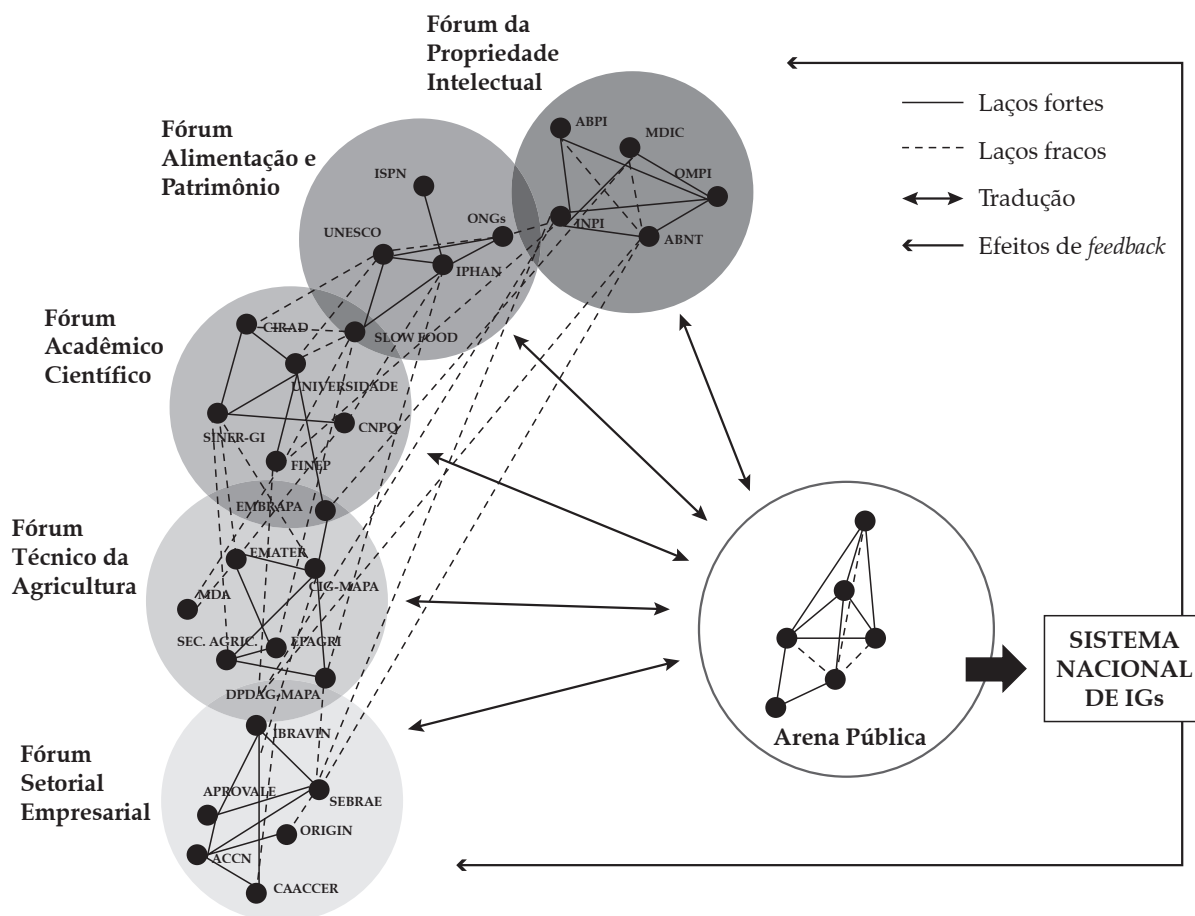 Fórum da
Propriedade
Intelectual
ABPI
MDIC
OMPI
INPI
ABNT
Laços fortes
Laços fracos
Tradução
Efeitos de feedback
Fórum
Alimentação e
Patrimônio
ISPN
ONGs
UNESCO
IPHAN
SLOW FOOD
Fórum
Acadêmico
Científico
CIRAD
UNIVERSIDADE
SINER-GI
CNPQ
FINEP
EMBRAPA
Fórum
Técnico da
Agricultura
EMATER
CIG-MAPA
MDA
SEC. AGRIC.
EPAGRI
DPDAG-MAPA
Fórum
Setorial
Empresarial
IBRAVIN
APROVALE
SEBRAE
ORIGIN
ACCN
CAACCER
Arena Pública
SISTEMA
NACIONAL
DE IGs